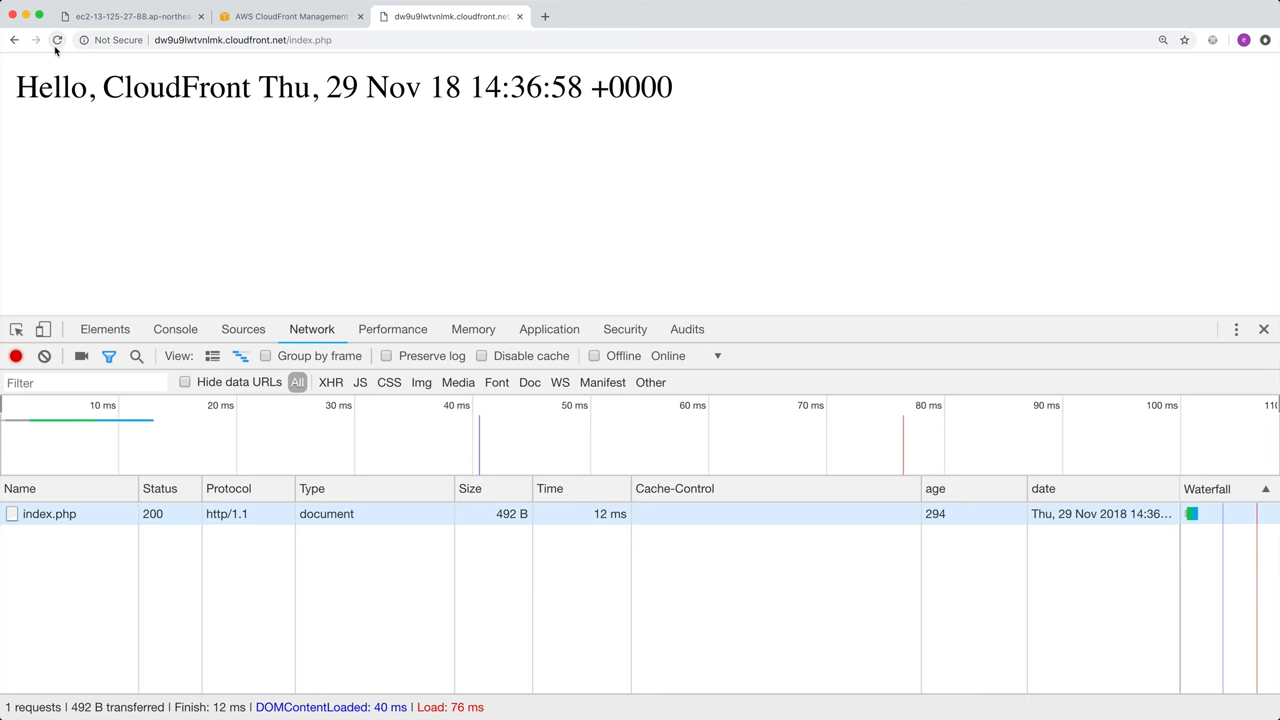 ec2-13-125-27-88.ap-northea
AWS CloudFront Management
dw9u9lwtvnlmk.cloudfront.net
Not Secure
dw9u9lwtvnlmk.cloudfront.net/index.php
e
Hello, CloudFront Thu, 29 Nov 18 14:36:58 +0000
Elements Console Sources Network Performance Memory Application Security Audits
View: Group by frame Preserve log Disable cache Offline Online
Filter Hide data URLs All XHR JS CSS Img Media Font Doc WS Manifest Other
10 ms 20 ms 30 ms 40 ms 50 ms 60 ms 70 ms 80 ms 90 ms 100 ms 110
Name Status Protocol Type Size Time Cache-Control age date Waterfall
index.php 200 http/1.1 document 492 B 12 ms 294 Thu, 29 Nov 2018 14:36…
1 requests | 492 B transferred | Finish: 12 ms | DOMContentLoaded: 40 ms | Load: 76 ms